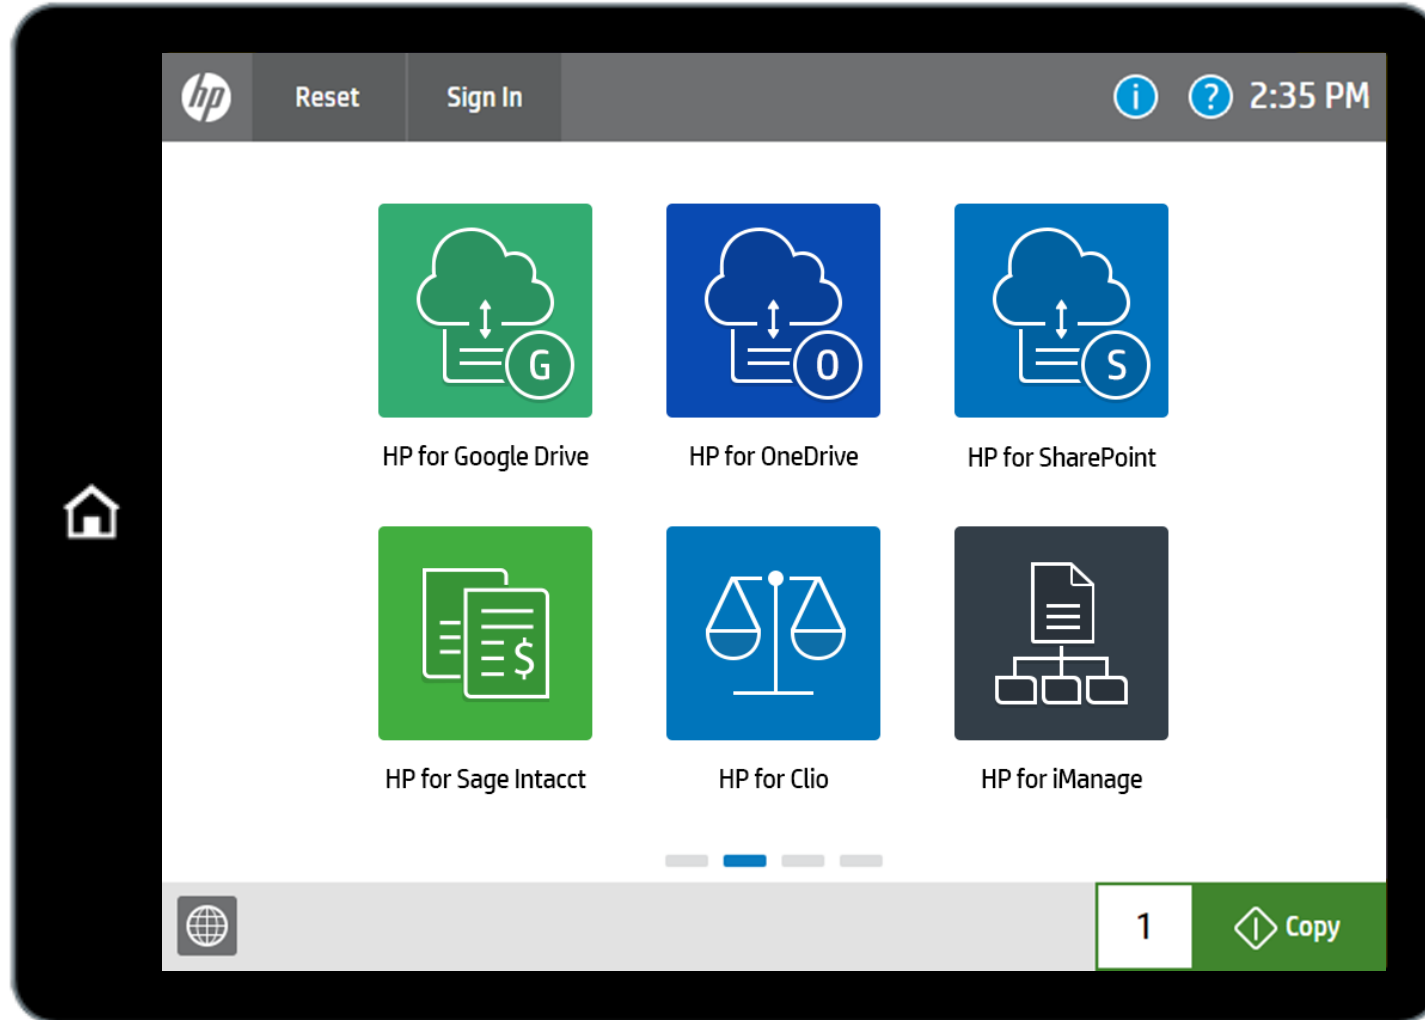 hp Reset Sign In i ? 2:35 PM
G O S
HP for Google Drive HP for OneDrive HP for SharePoint
$
HP for Sage Intacct HP for Clio HP for iManage
1 Copy